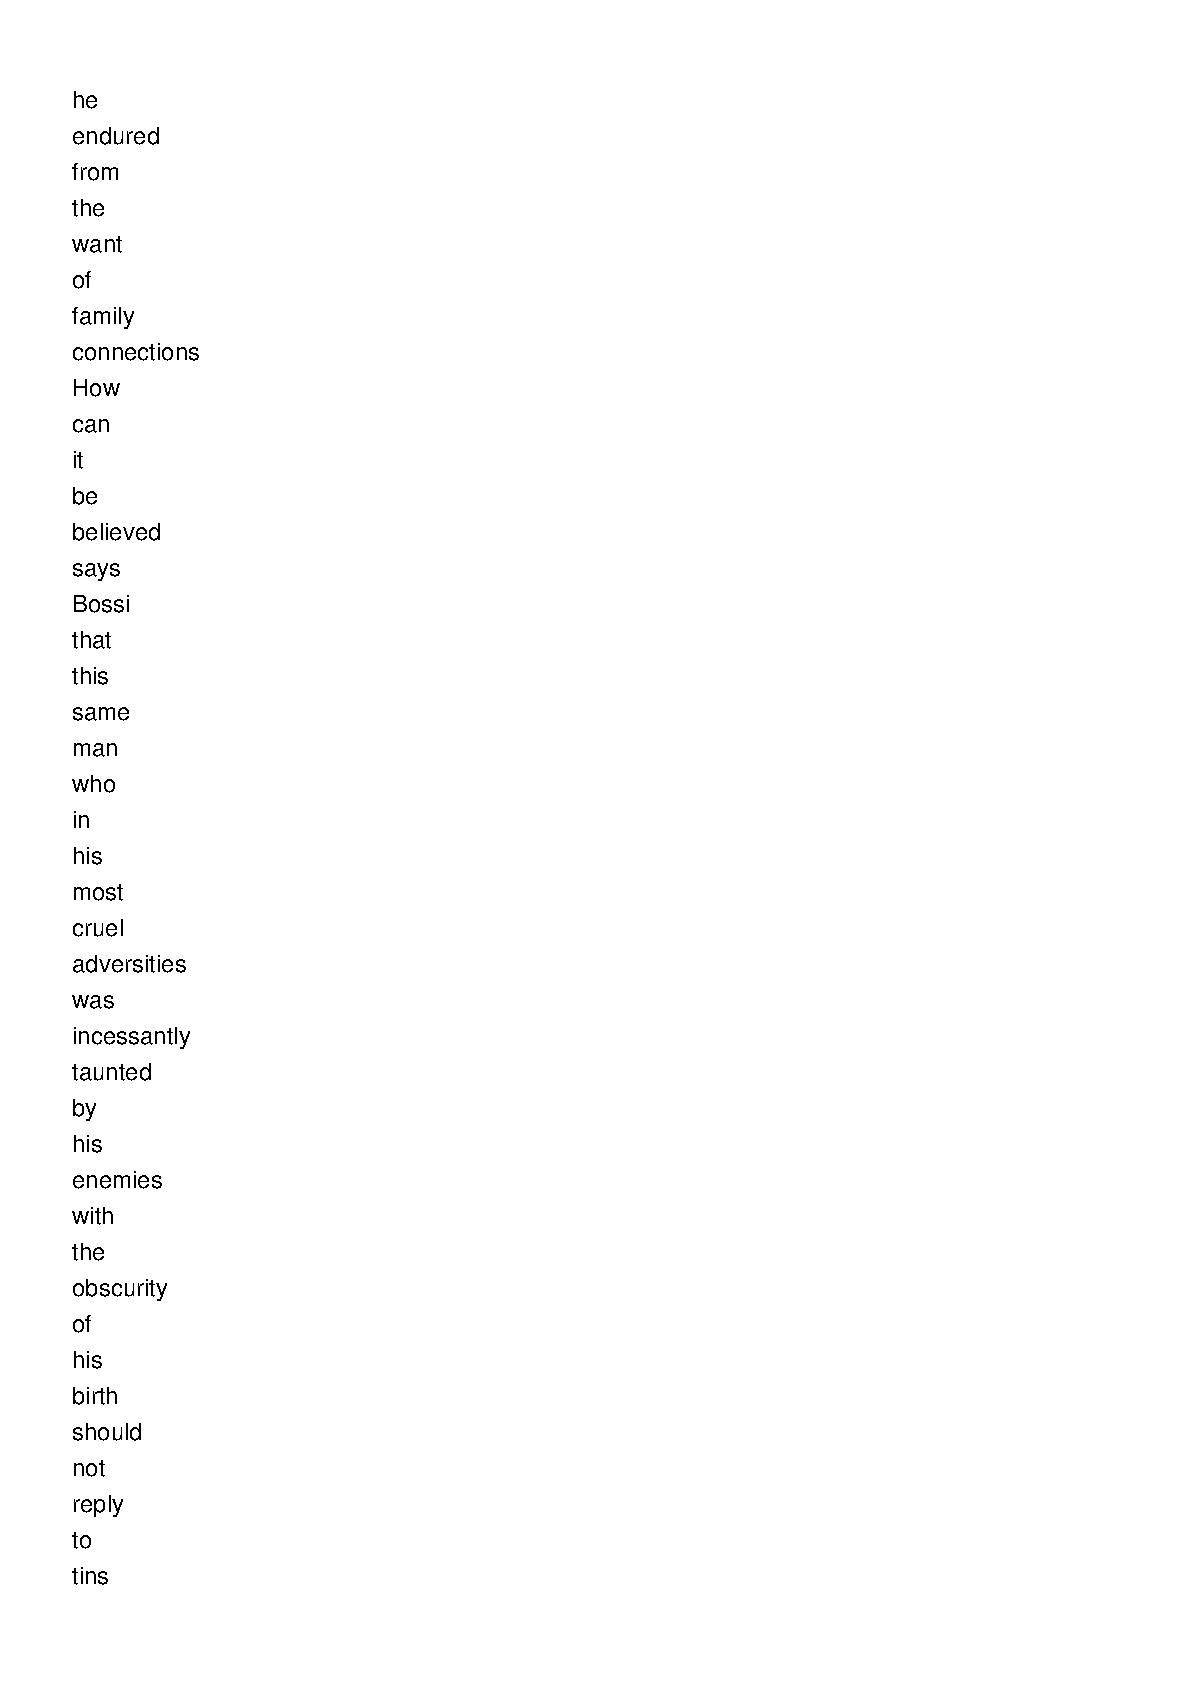 he
endured
from
the
want
of
family
connections
How
can
it
be
believed
says
Bossi
that
this
same
man
who
in
his
most
cruel
adversities
was
incessantly
taunted
by
his
enemies
with
the
obscurity
of
his
birth
should
not
reply
to
tins